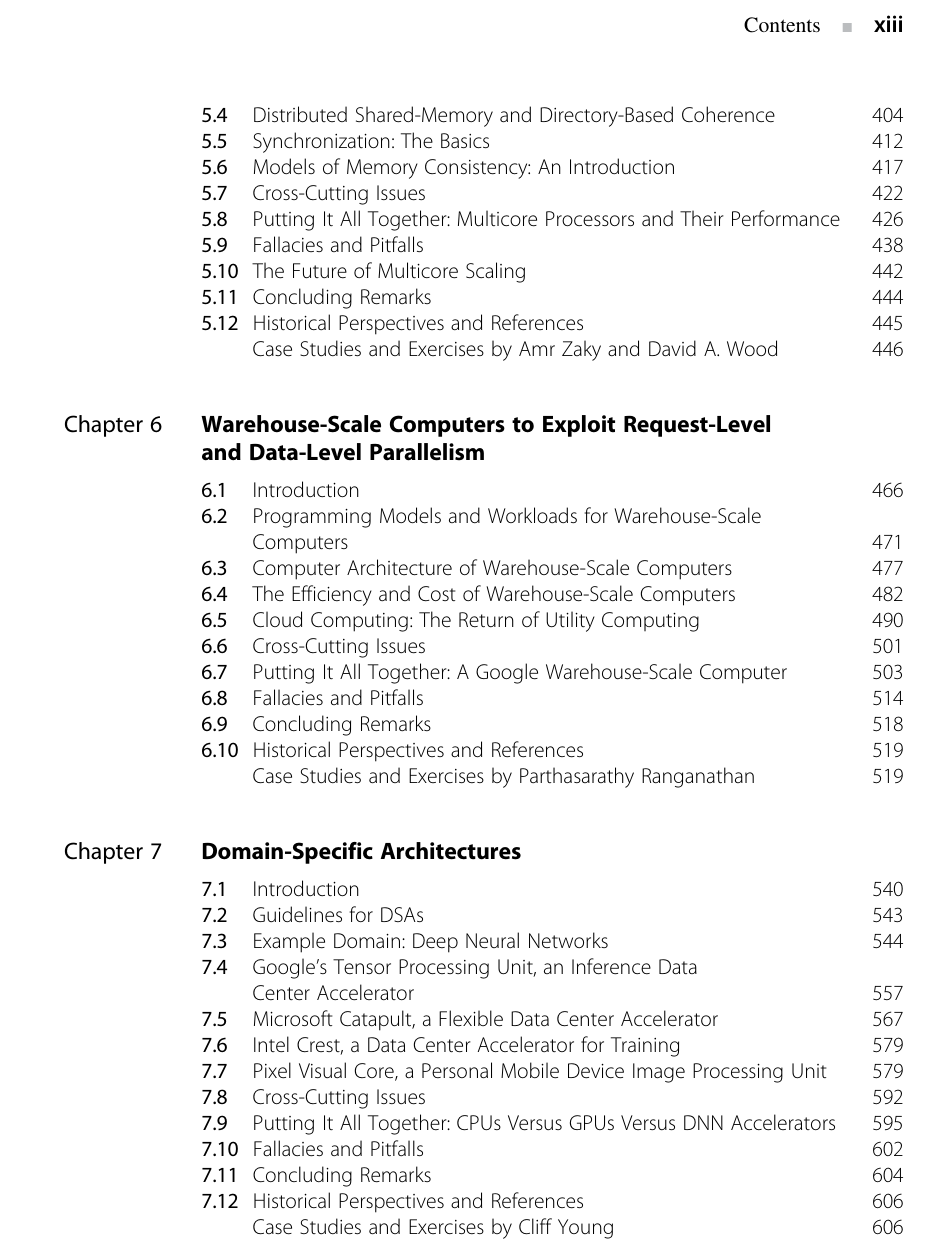 Contents ■ xiii
5.4 Distributed Shared-Memory and Directory-Based Coherence 404
5.5 Synchronization: The Basics 412
5.6 Models of Memory Consistency: An Introduction 417
5.7 Cross-Cutting Issues 422
5.8 Putting It All Together: Multicore Processors and Their Performance 426
5.9 Fallacies and Pitfalls 438
5.10 The Future of Multicore Scaling 442
5.11 Concluding Remarks 444
5.12 Historical Perspectives and References 445
Case Studies and Exercises by Amr Zaky and David A. Wood 446
Chapter 6 Warehouse-Scale Computers to Exploit Request-Level
and Data-Level Parallelism
6.1 Introduction 466
6.2 Programming Models and Workloads for Warehouse-Scale
Computers 471
6.3 Computer Architecture of Warehouse-Scale Computers 477
6.4 The Efficiency and Cost of Warehouse-Scale Computers 482
6.5 Cloud Computing: The Return of Utility Computing 490
6.6 Cross-Cutting Issues 501
6.7 Putting It All Together: A Google Warehouse-Scale Computer 503
6.8 Fallacies and Pitfalls 514
6.9 Concluding Remarks 518
6.10 Historical Perspectives and References 519
Case Studies and Exercises by Parthasarathy Ranganathan 519
Chapter 7 Domain-Specific Architectures
7.1 Introduction 540
7.2 Guidelines for DSAs 543
7.3 Example Domain: Deep Neural Networks 544
7.4 Google’s Tensor Processing Unit, an Inference Data
Center Accelerator 557
7.5 Microsoft Catapult, a Flexible Data Center Accelerator 567
7.6 Intel Crest, a Data Center Accelerator for Training 579
7.7 Pixel Visual Core, a Personal Mobile Device Image Processing Unit 579
7.8 Cross-Cutting Issues 592
7.9 Putting It All Together: CPUs Versus GPUs Versus DNN Accelerators 595
7.10 Fallacies and Pitfalls 602
7.11 Concluding Remarks 604
7.12 Historical Perspectives and References 606
Case Studies and Exercises by Cliff Young 606